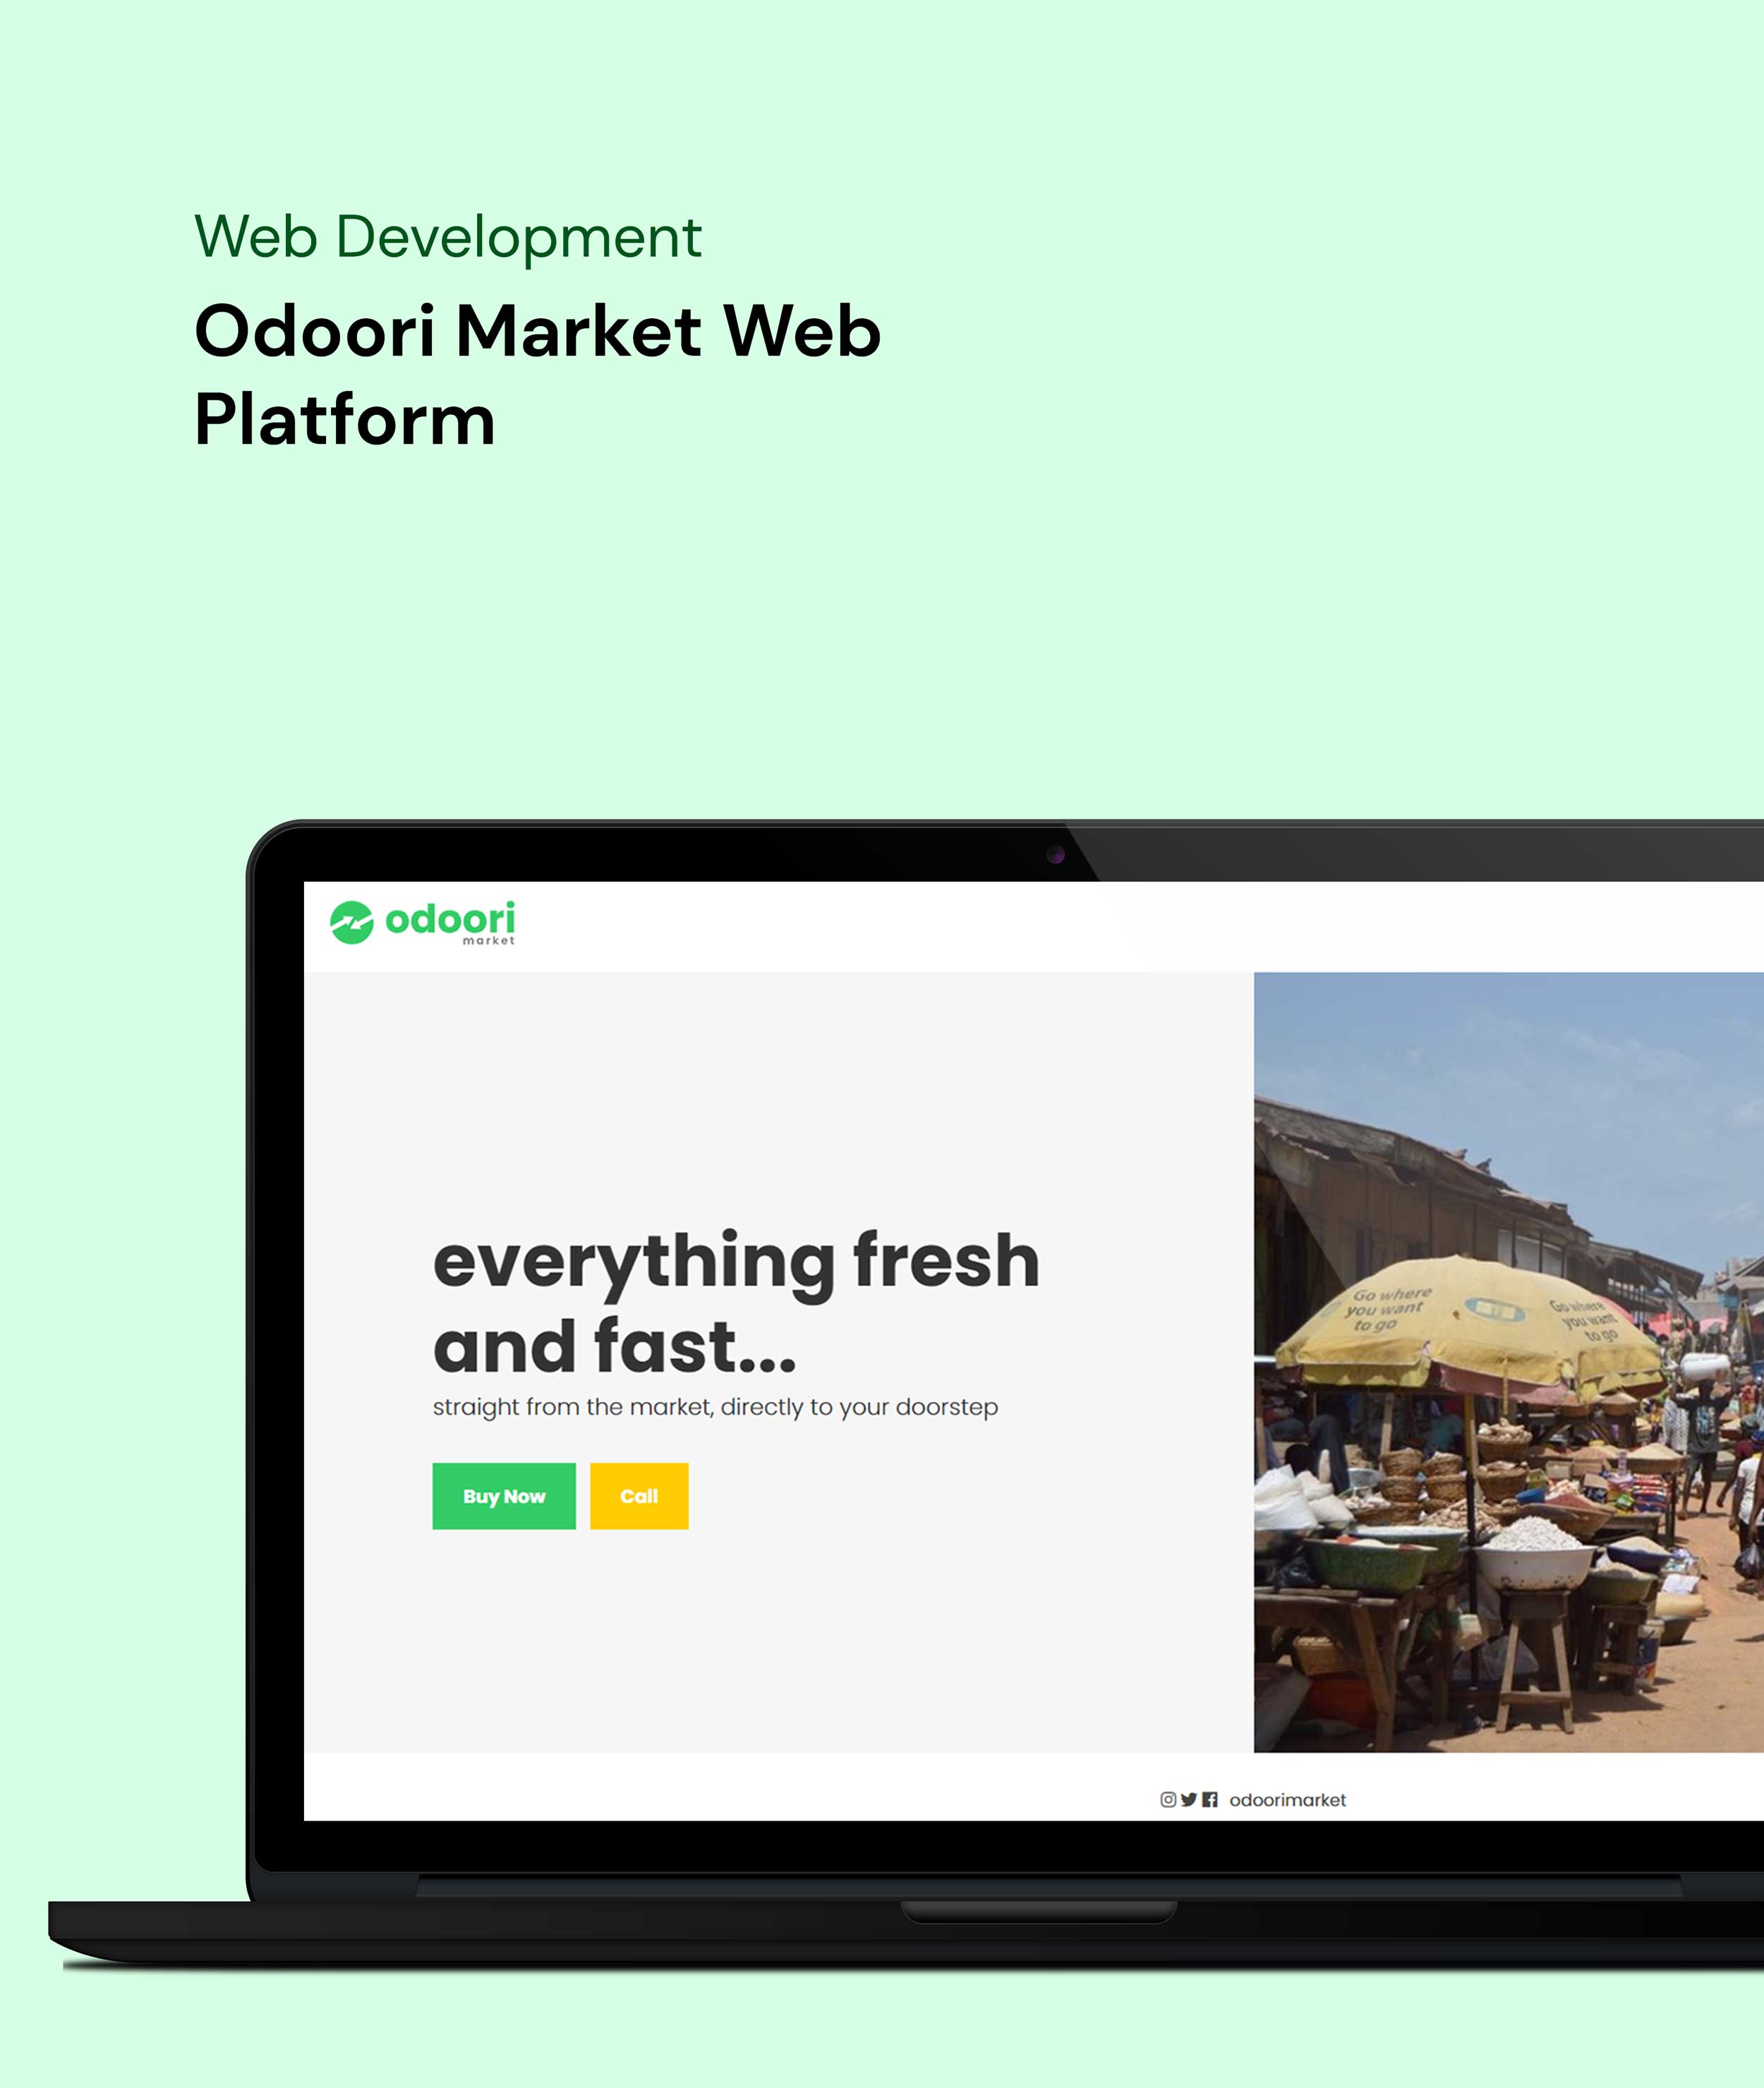 Web Development
Odoori Market Web
Platform
odoori
market
everything fresh
and fast...
straight from the market, directly to your doorstep
Buy Now
Call
Go where
you want
to go
Go where
you want
to go
odoorimarket